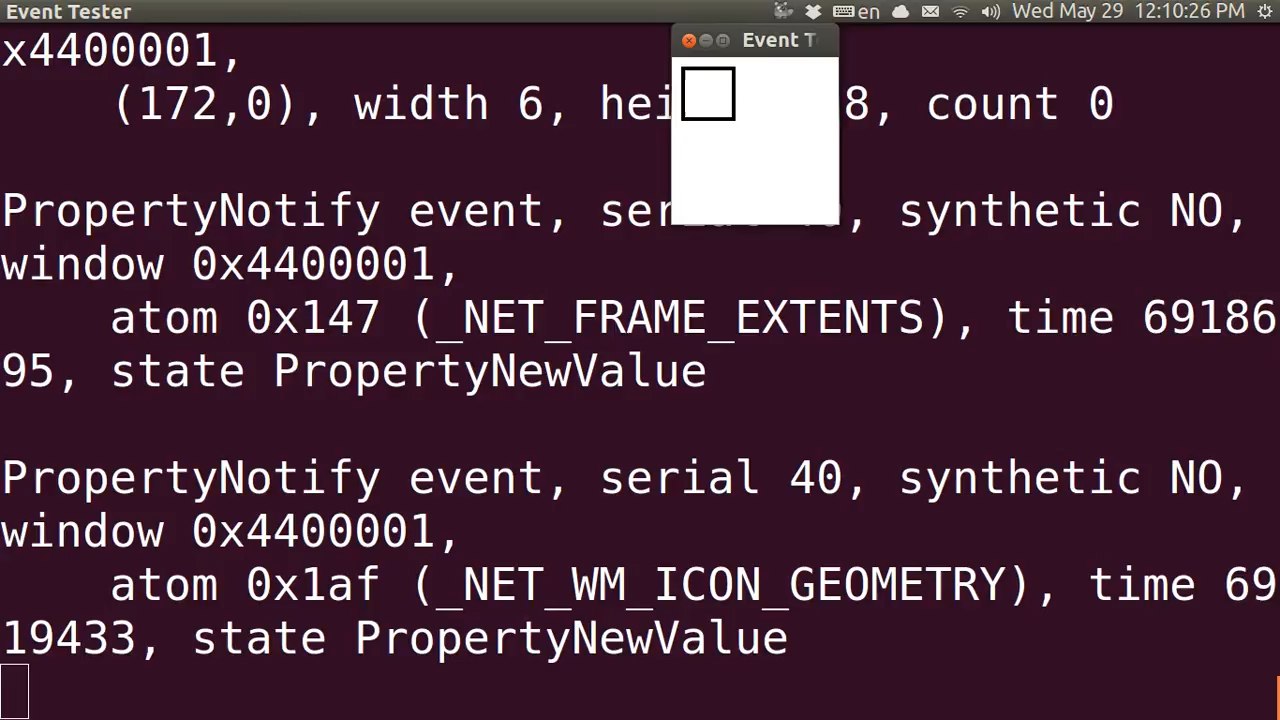 Event Tester
en
Wed May 29 12:10:26 PM
Event T
x4400001,
(172,0), width 6, hei 8, count 0
PropertyNotify event, synthetic NO,
window 0x4400001,
atom 0x147 (_NET_FRAME_EXTENTS), time 69186
95, state PropertyNewValue
PropertyNotify event, serial 40, synthetic NO,
window 0x4400001,
atom 0x1af (_NET_WM_ICON_GEOMETRY), time 69
19433, state PropertyNewValue